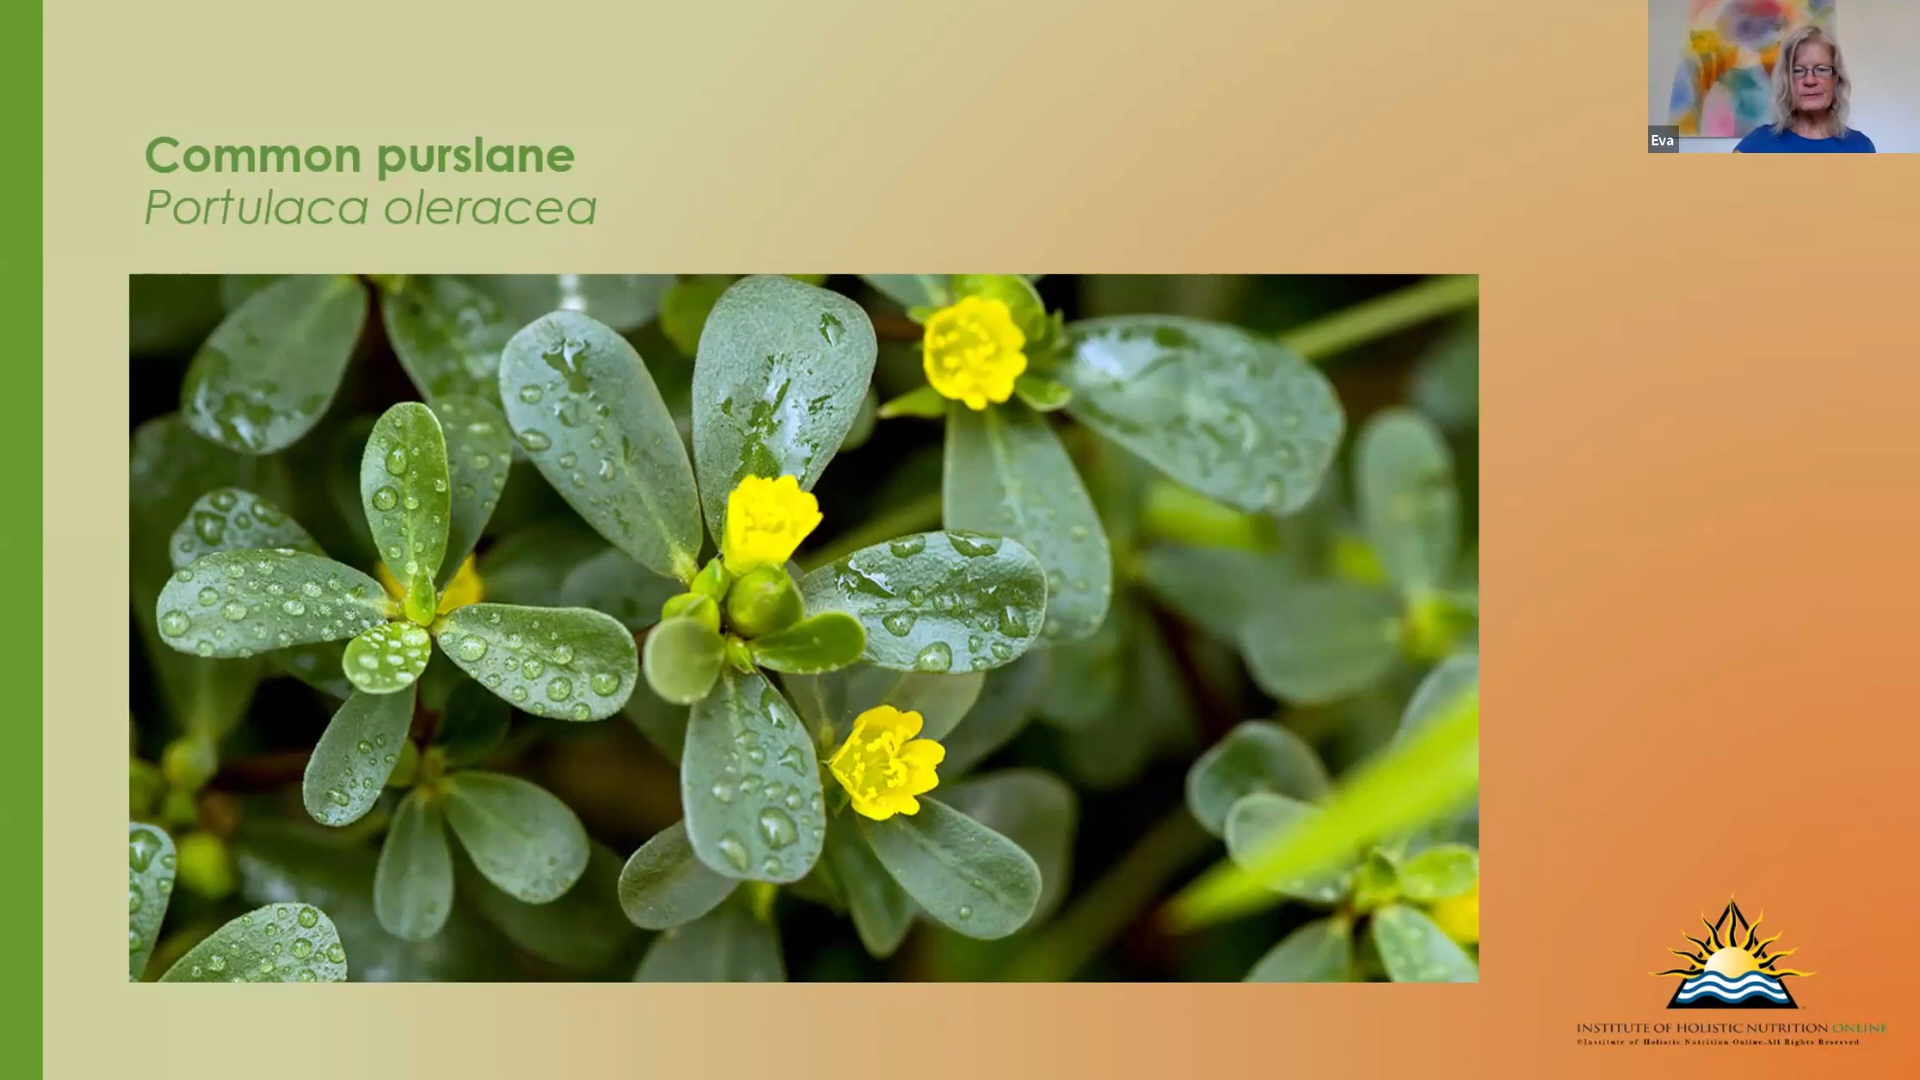 Eva
Common purslane
Portulaca oleracea
INSTITUTE OF HOLISTIC NUTRITION ONLINE
©Institute of Holistic Nutrition Online.All Rights Reserved